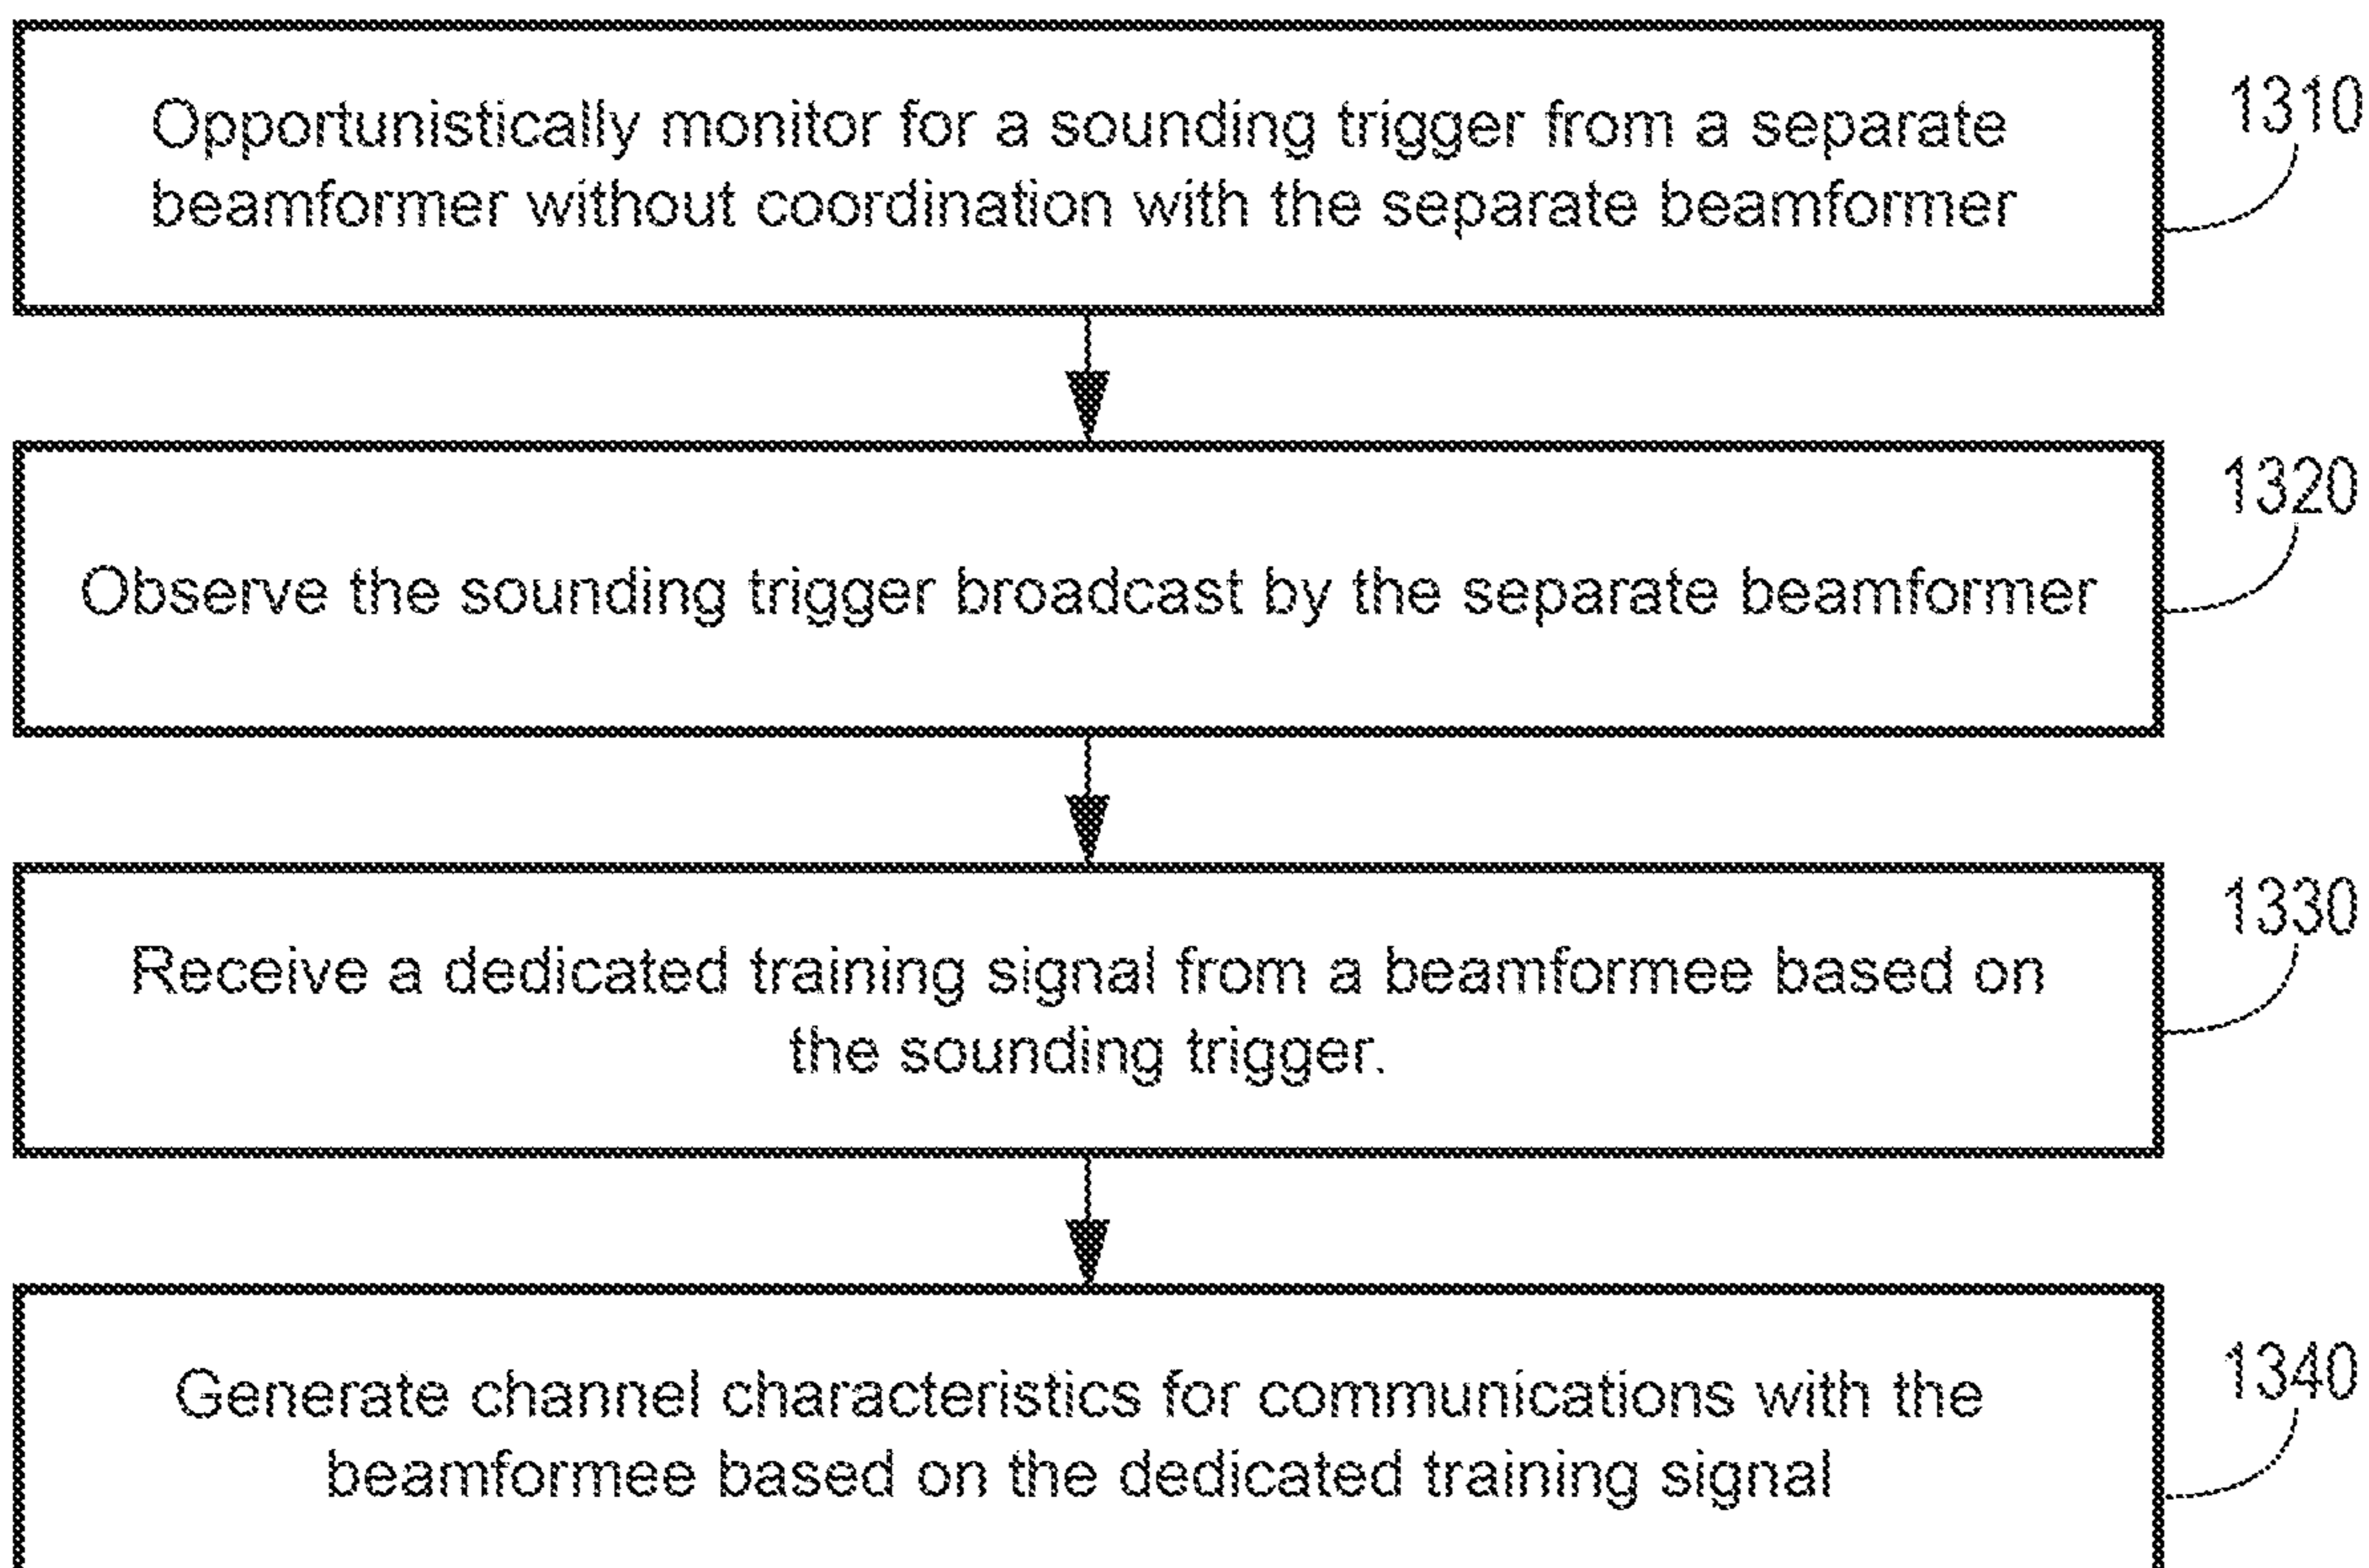 Opportunistically monitor for a sounding trigger from a separate
beamformer without coordination with the separate beamformer
1310
Observe the sounding trigger broadcast by the separate beamformer
1320
Receive a dedicated training signal from a beamformee based on
the sounding trigger.
1330
Generate channel characteristics for communications with the
beamformee based on the dedicated training signal
1340